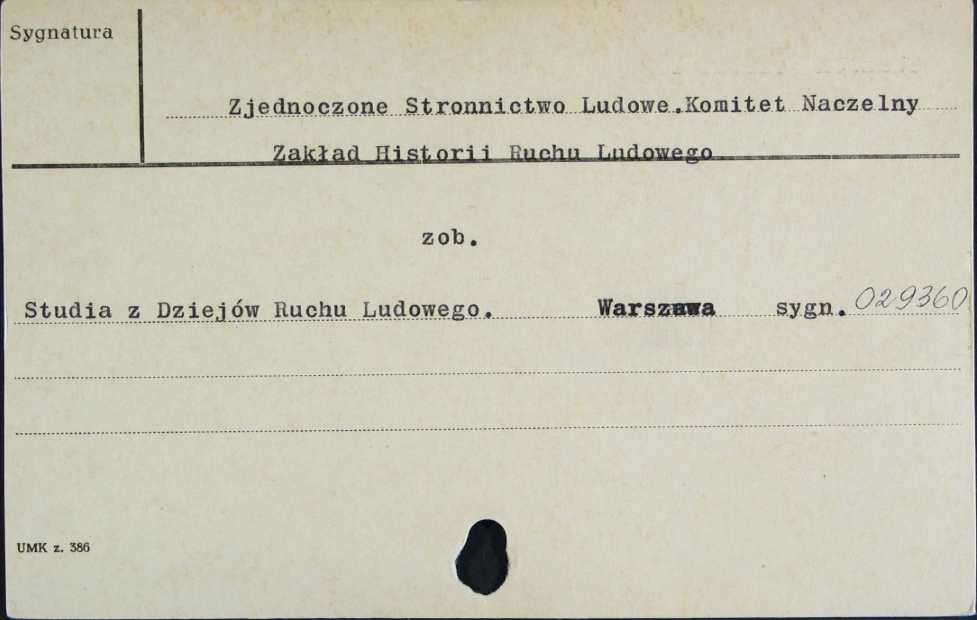 Sygnatura
Zjednoczone Stronnictwo Ludowe.Komitet Naczelny
Zakład Historii Ruchu Ludowego
zob.
Studia z Dziejów Ruchu Ludowego. Warszawa sygn. 029360
UMK z. 386